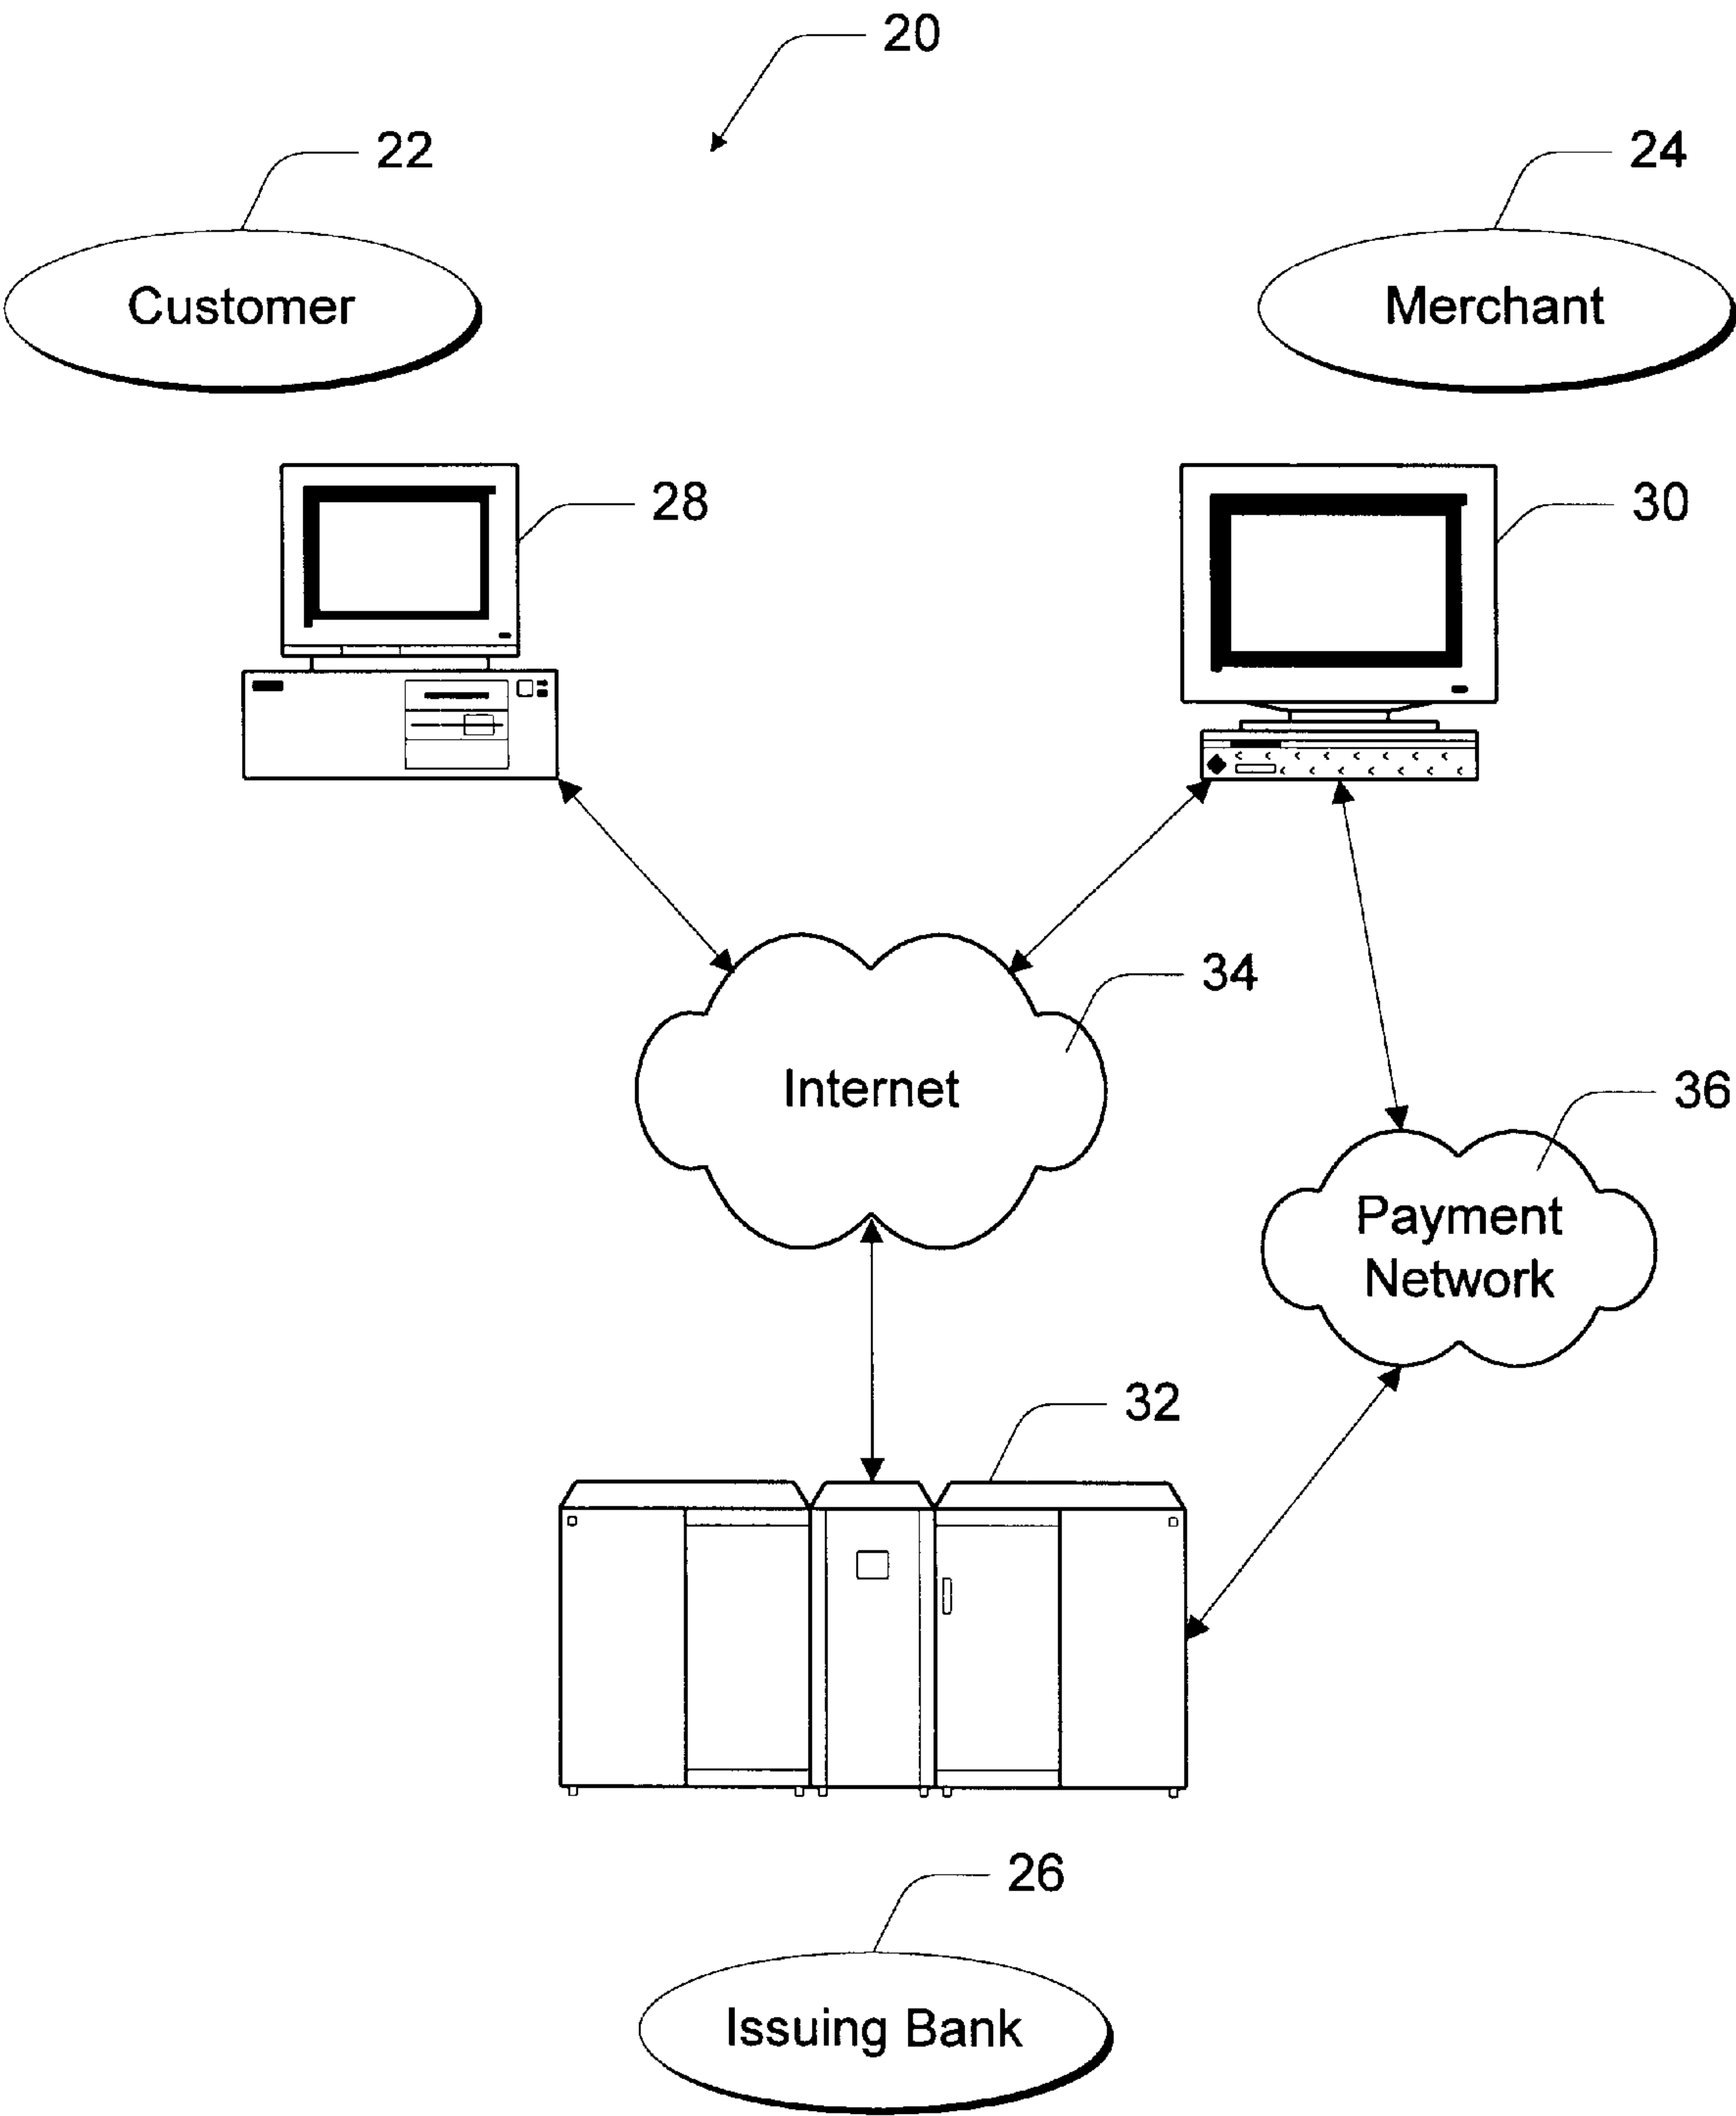 20
22
24
Customer
Merchant
28
30
34
Internet
36
Payment
Network
32
26
Issuing Bank